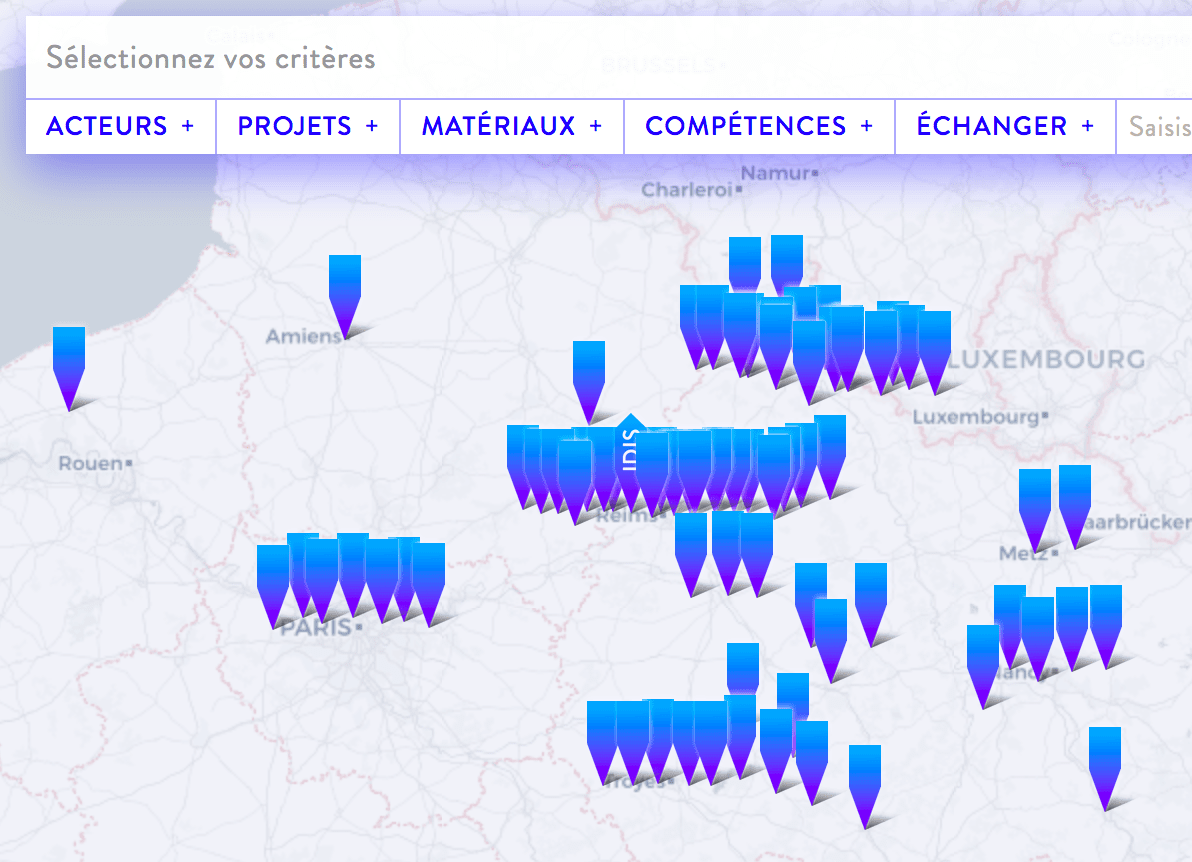 Calais
Cologne
BRUSSELS
Sélectionnez vos critères
ACTEURS +
PROJETS +
MATÉRIAUX +
COMPÉTENCES +
ÉCHANGER +
Saisis
Namur
Charleroi
Amiens
LUXEMBOURG
Luxembourg
IDIS
Rouen
Reims
aarbrücken
Metz
PARIS
Nancy
Troyes